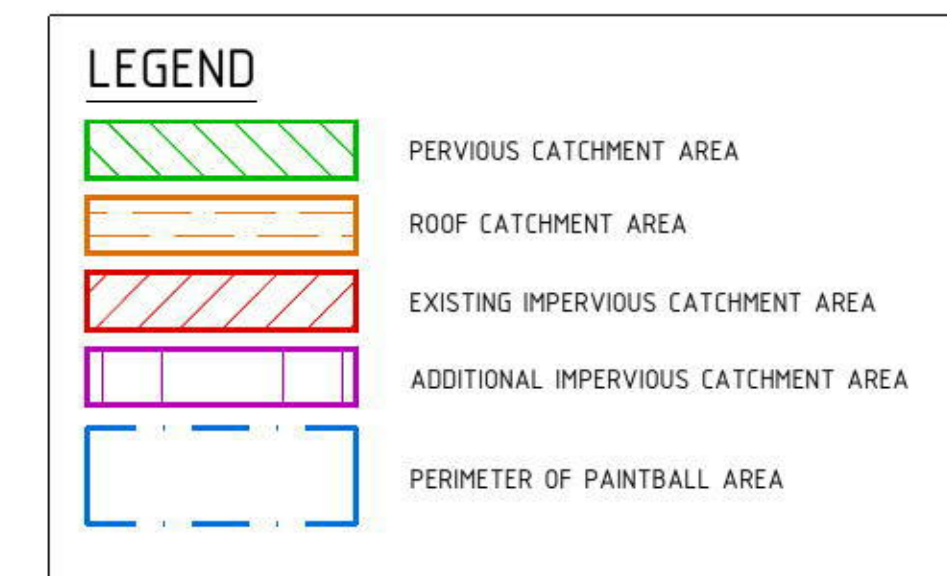 LEGEND
PERVIOUS CATCHMENT AREA
ROOF CATCHMENT AREA
EXISTING IMPERVIOUS CATCHMENT AREA
ADDITIONAL IMPERVIOUS CATCHMENT AREA
PERIMETER OF PAINTBALL AREA